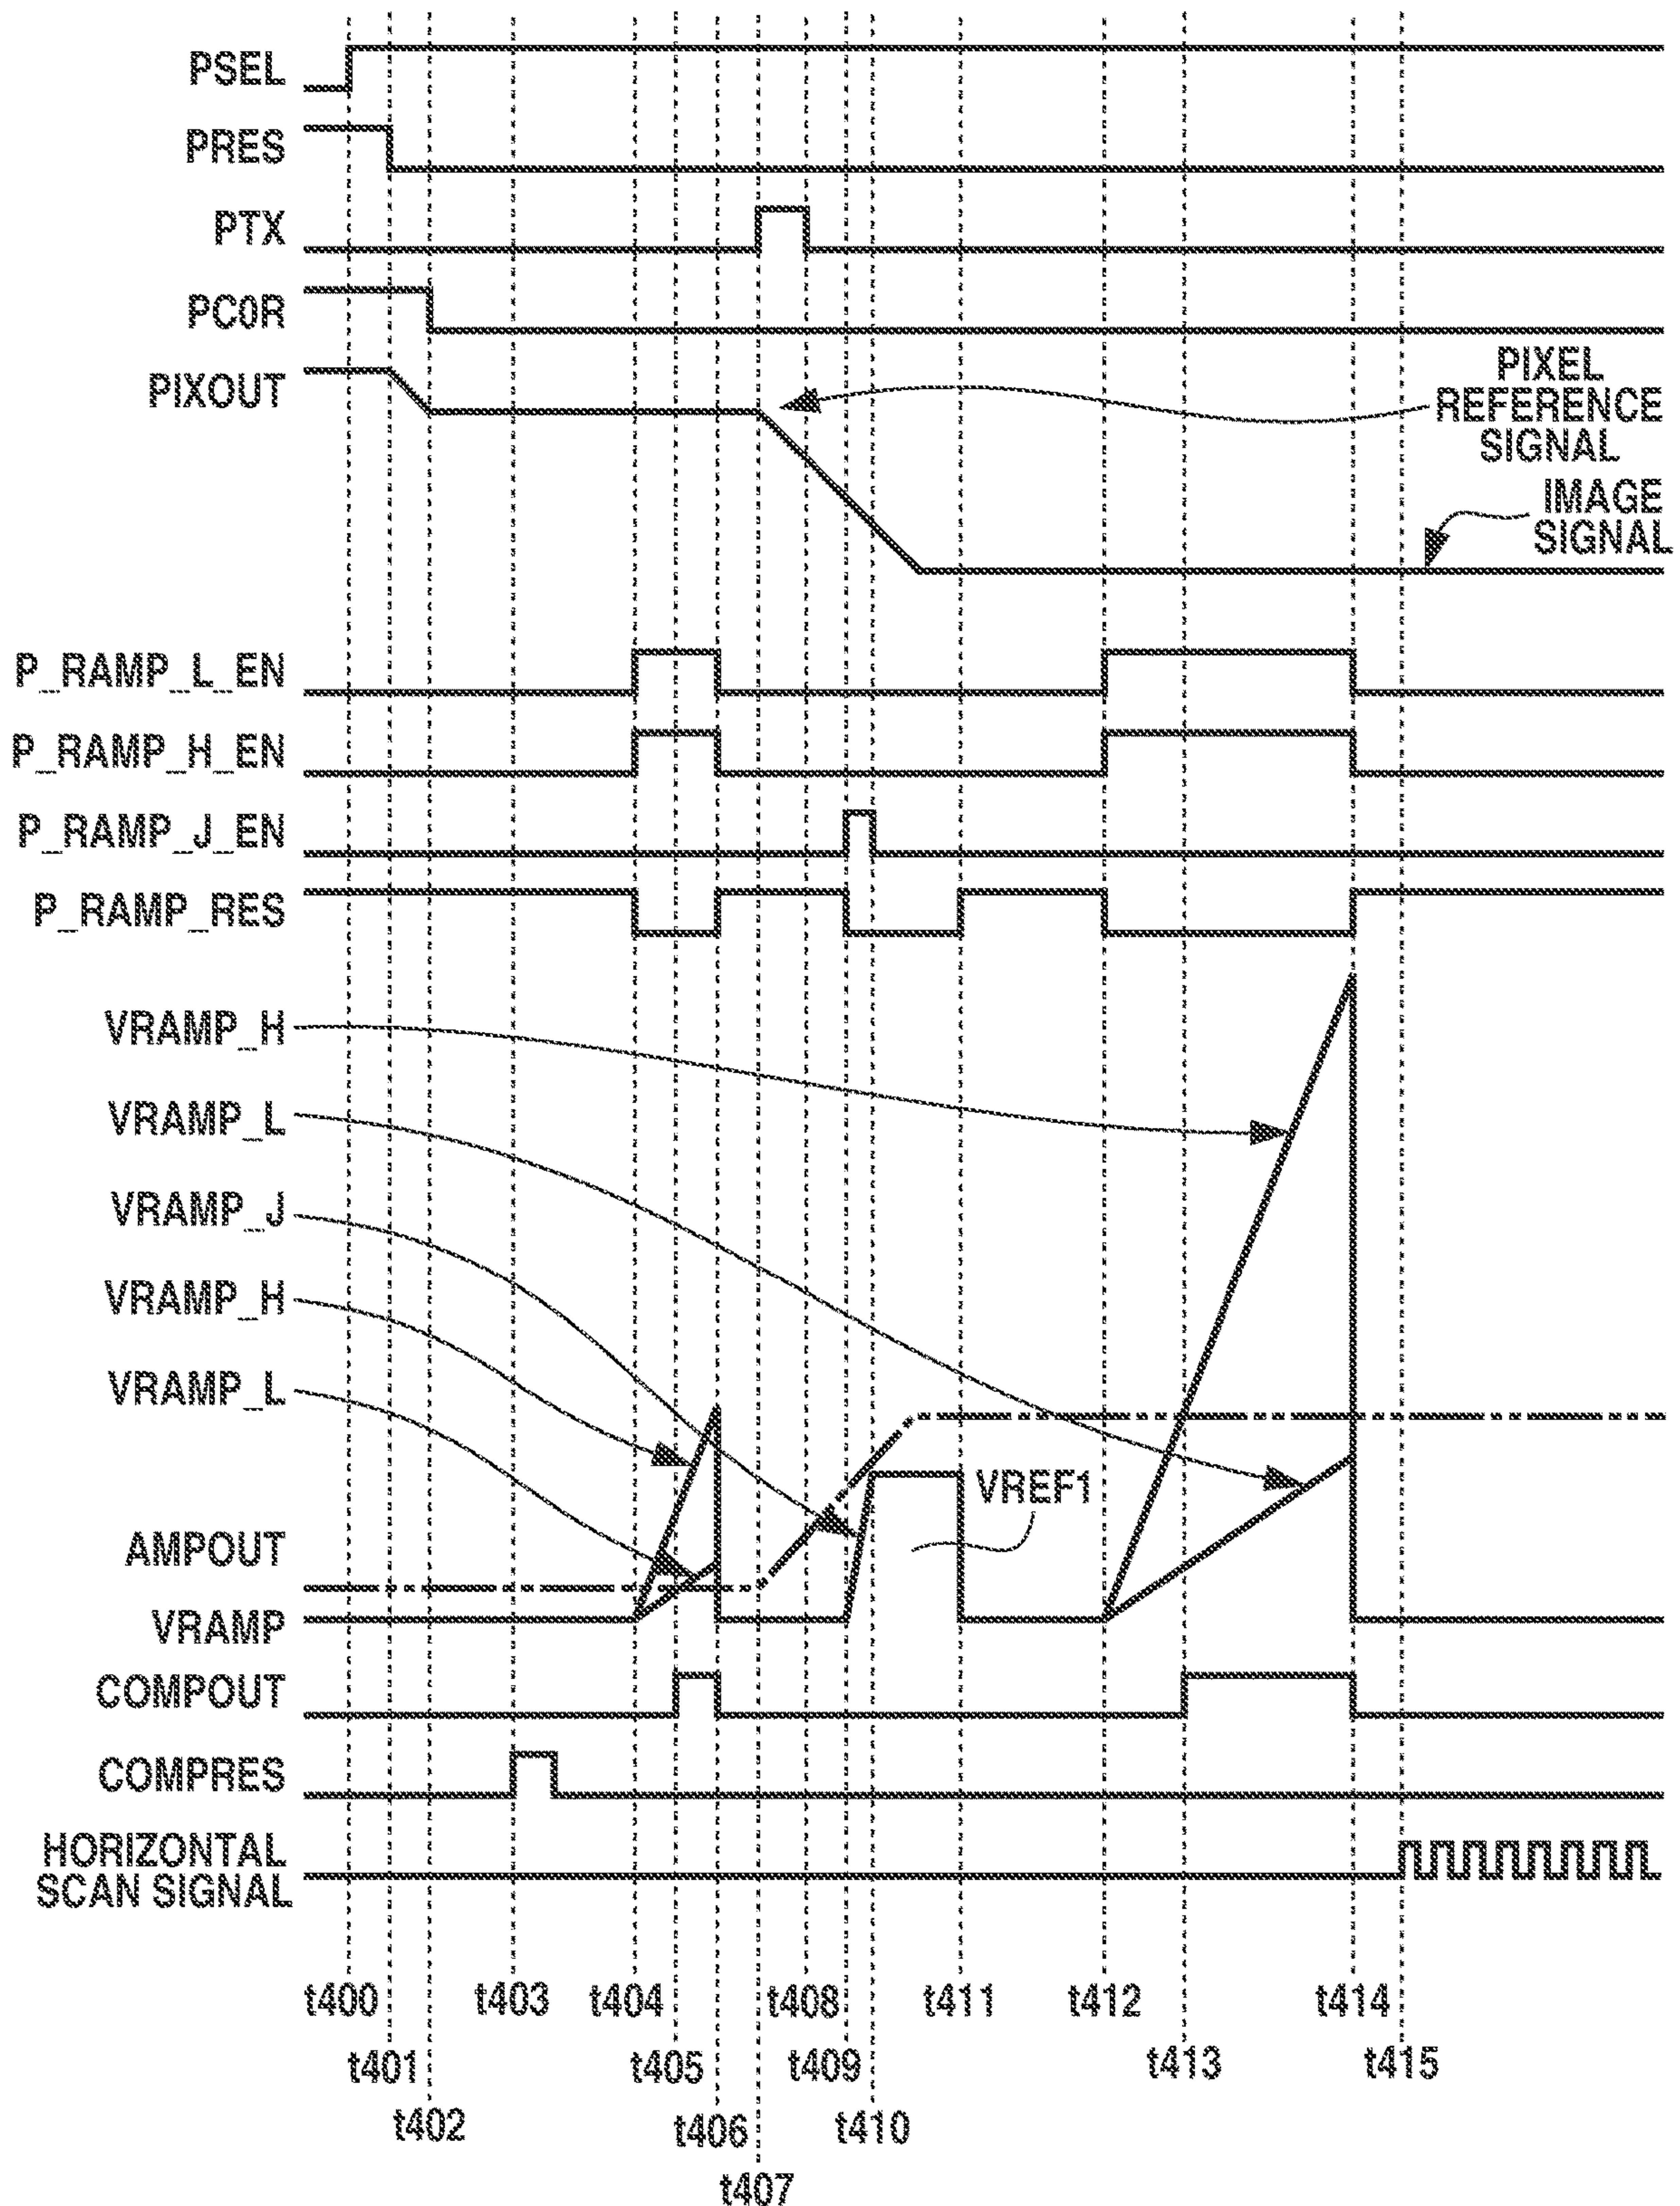 PSEL
PRES
PTX
PC0R
PIXOUT
PIXEL
REFERENCE
SIGNAL
IMAGE
SIGNAL
P_RAMP_L_EN
P_RAMP_H_EN
P_RAMP_J_EN
P_RAMP_RES
VRAMP_H
VRAMP_L
VRAMP_J
VRAMP_H
VRAMP_L
VREF1
AMPOUT
VRAMP
COMPOUT
COMPRES
HORIZONTAL
SCAN SIGNAL
t400 t403 t404 t408 t411 t412 t414
t401 t405 t409 t413 t415
t402 t406 t410
t407